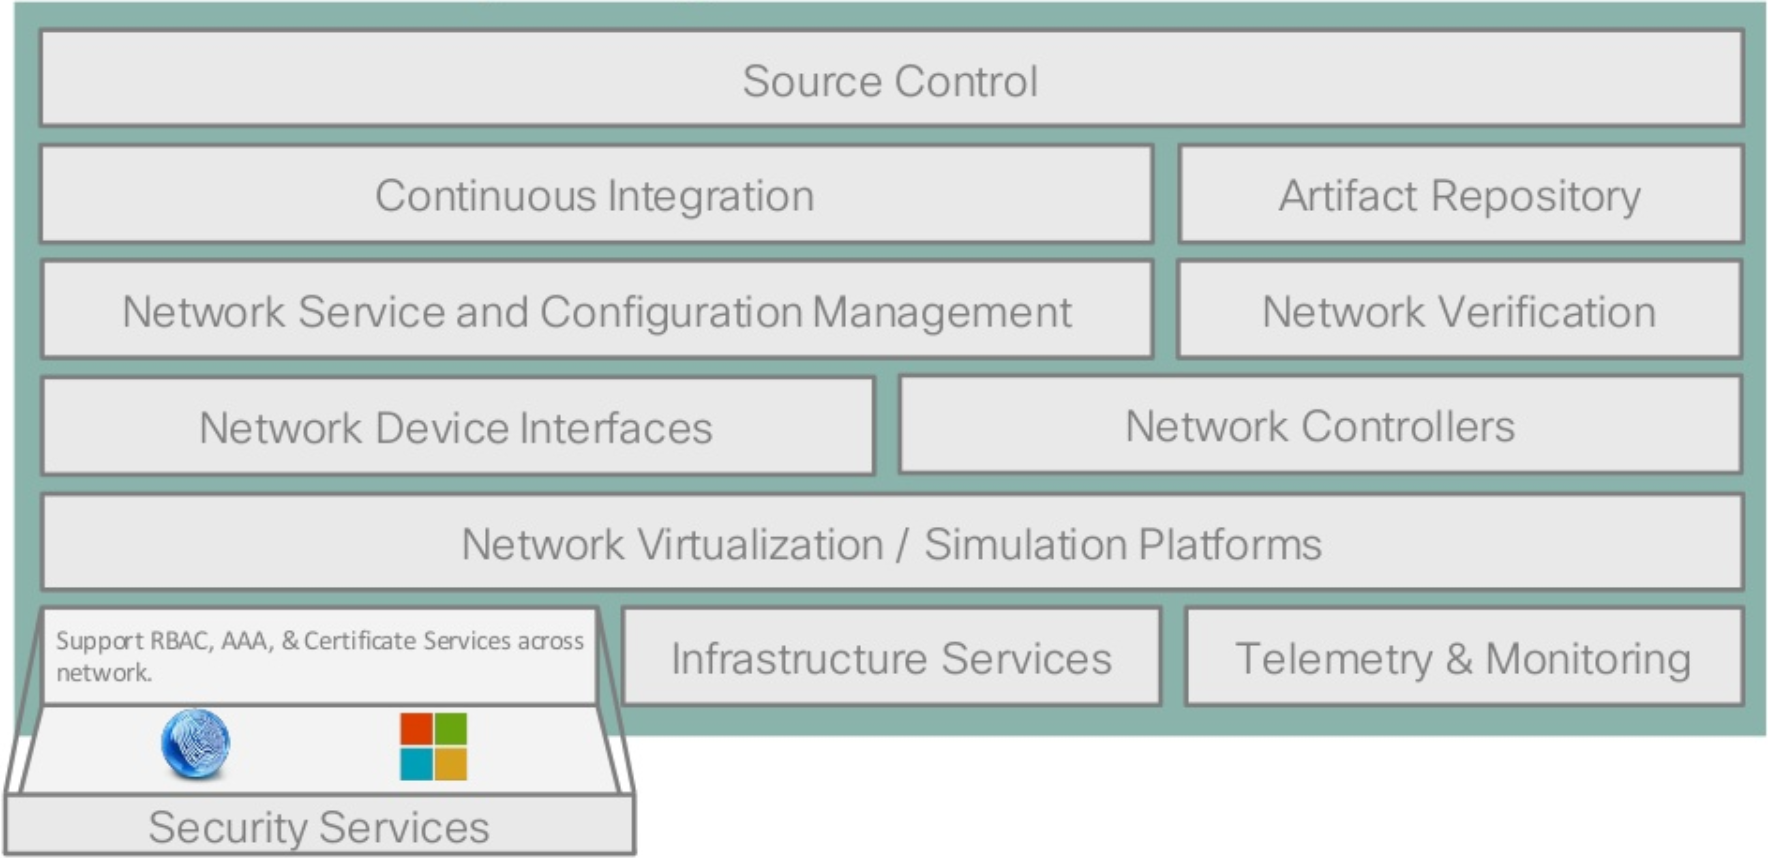 Source Control
Continuous Integration
Artifact Repository
Network Service and Configuration Management
Network Verification
Network Device Interfaces
Network Controllers
Network Virtualization / Simulation Platforms
Support RBAC, AAA, & Certificate Services across
network.
Infrastructure Services
Telemetry & Monitoring
Security Services